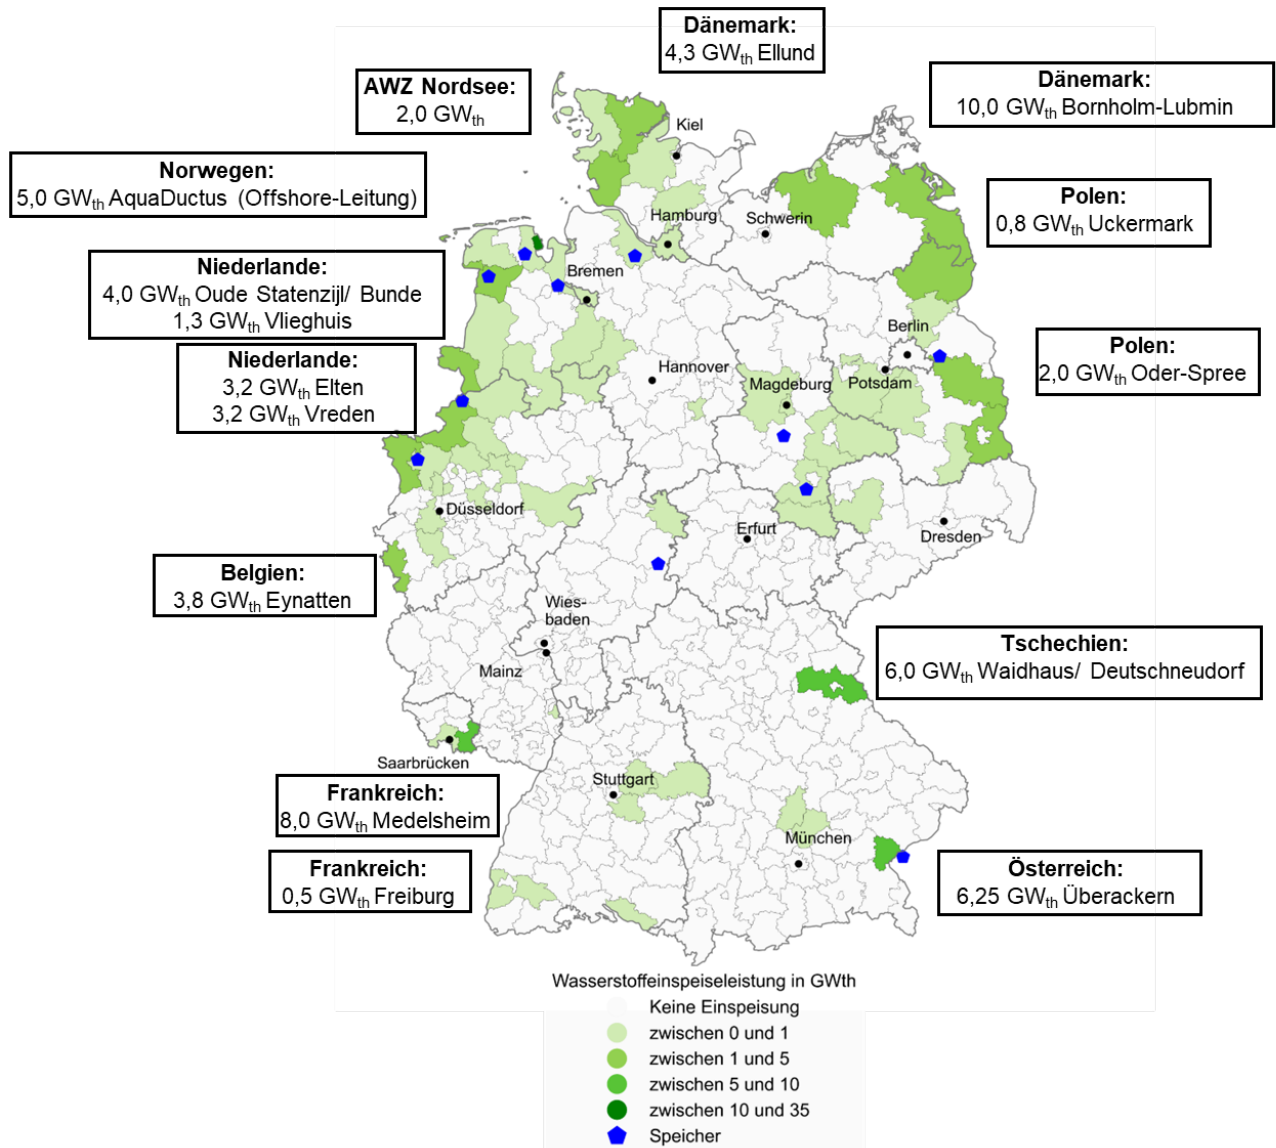 Dänemark:
4,3 GWth Ellund
AWZ Nordsee:
2,0 GWth
Dänemark:
10,0 GWth Bornholm-Lubmin
Kiel
Norwegen:
5,0 GWth AquaDuctus (Offshore-Leitung)
Polen:
0,8 GWth Uckermark
Hamburg
Schwerin
Niederlande:
4,0 GWth Oude Statenzijl/ Bunde
1,3 GWth Vlieghuis
Bremen
Berlin
Niederlande:
3,2 GWth Elten
3,2 GWth Vreden
Polen:
2,0 GWth Oder-Spree
Hannover
Magdeburg
Potsdam
Düsseldorf
Erfurt
Dresden
Belgien:
3,8 GWth Eynatten
Wies-
baden
Mainz
Tschechien:
6,0 GWth Waidhaus/ Deutschneudorf
Saarbrücken
Stuttgart
Frankreich:
8,0 GWth Medelsheim
München
Frankreich:
0,5 GWth Freiburg
Österreich:
6,25 GWth Überackern
Wasserstoffeinspeiseleistung in GWth
Keine Einspeisung
zwischen 0 und 1
zwischen 1 und 5
zwischen 5 und 10
zwischen 10 und 35
Speicher